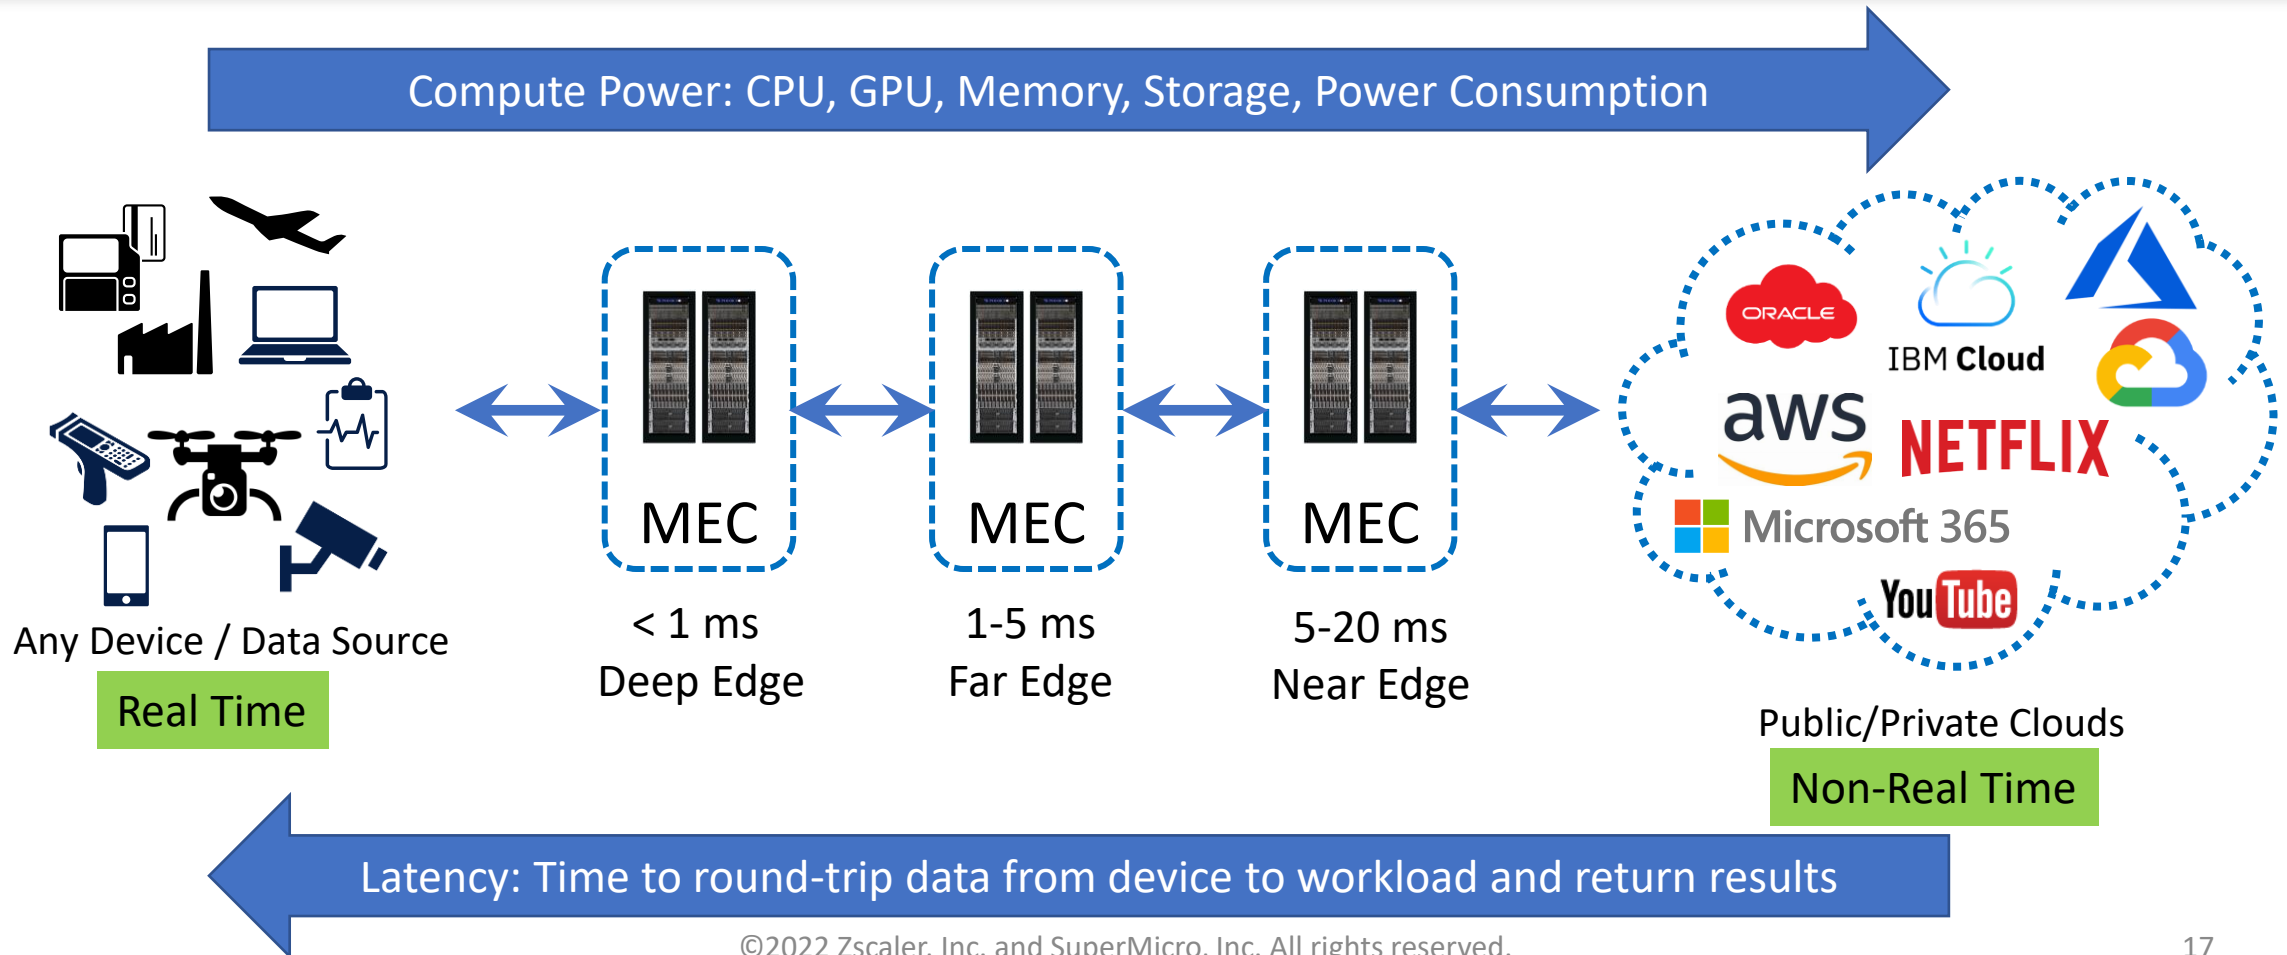 Compute Power: CPU, GPU, Memory, Storage, Power Consumption
ORACLE
IBM Cloud
aws
NETFLIX
Microsoft 365
YouTube
MEC
MEC
MEC
< 1 ms
Deep Edge
1-5 ms
Far Edge
5-20 ms
Near Edge
Any Device / Data Source
Real Time
Public/Private Clouds
Non-Real Time
Latency: Time to round-trip data from device to workload and return results
©2022 Zscaler, Inc. and SuperMicro, Inc. All rights reserved.
17